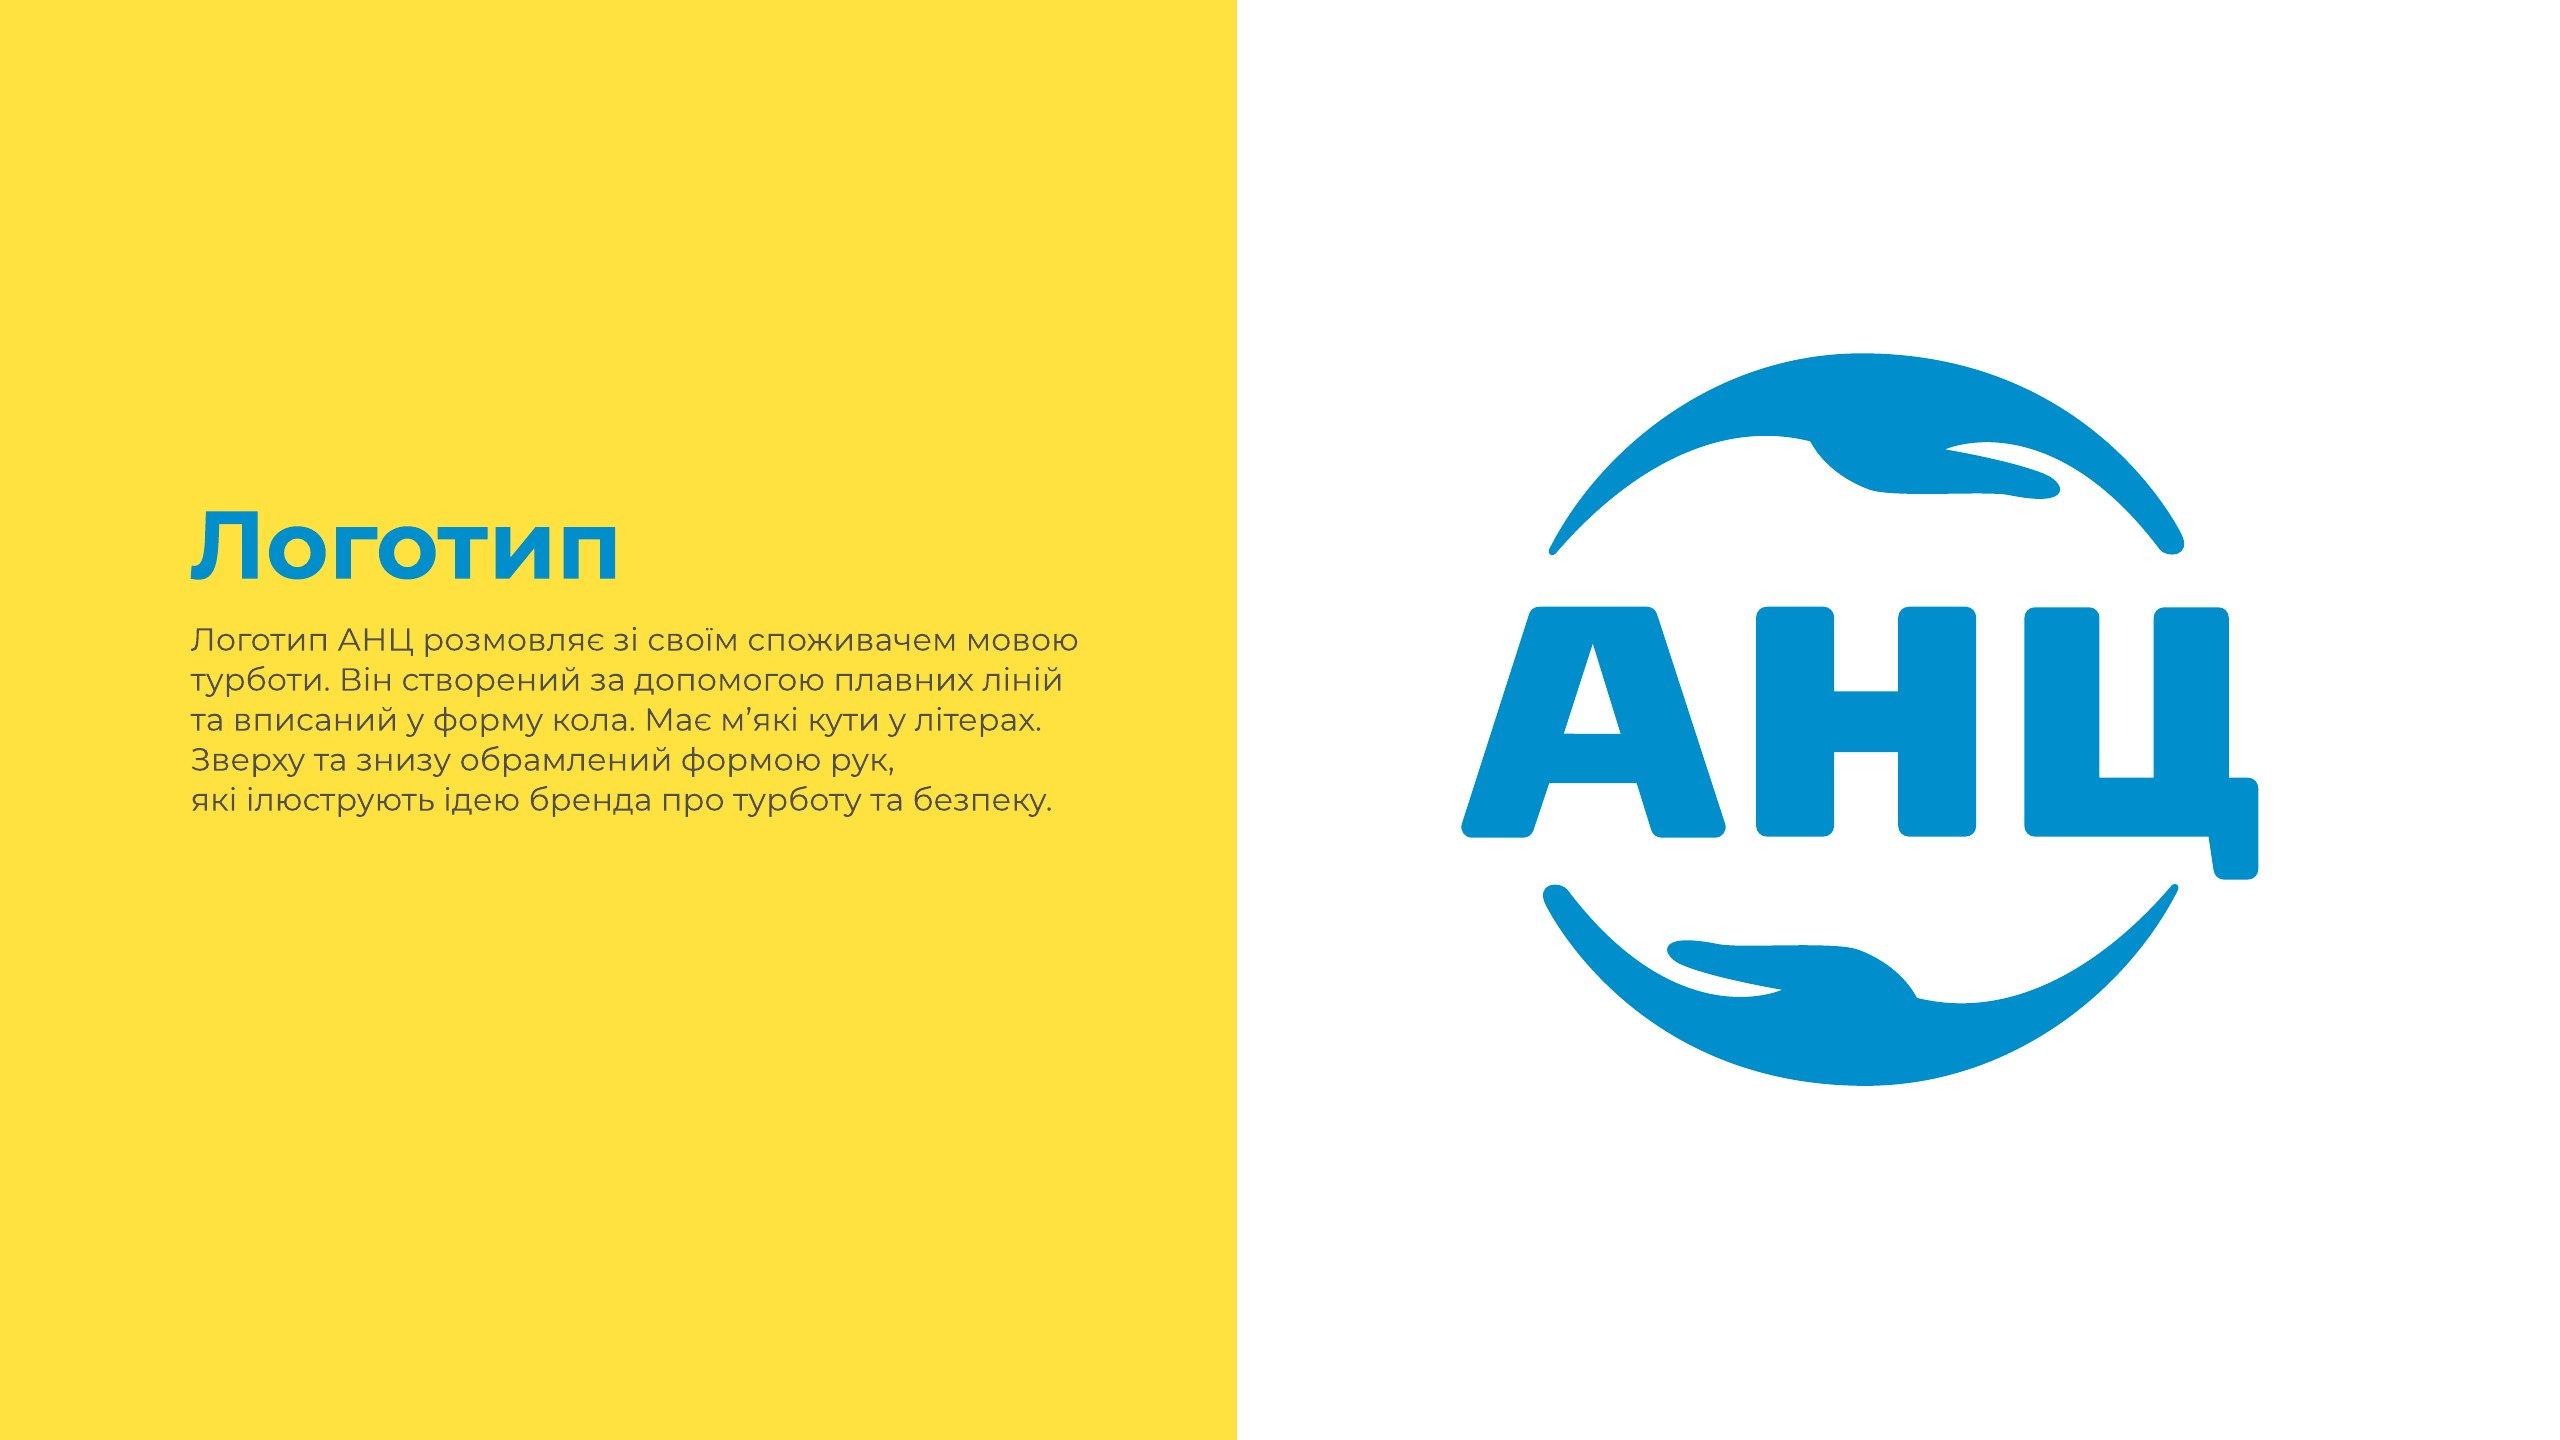 Логотип
Логотип АНЦ розмовляє зі своїм споживачем мовою
турботи. Він створений за допомогою плавних ліній
та вписаний у форму кола. Має м’які кути у літерах.
Зверху та знизу обрамлений формою рук,
які ілюструють ідею бренда про турботу та безпеку.
АНЦ